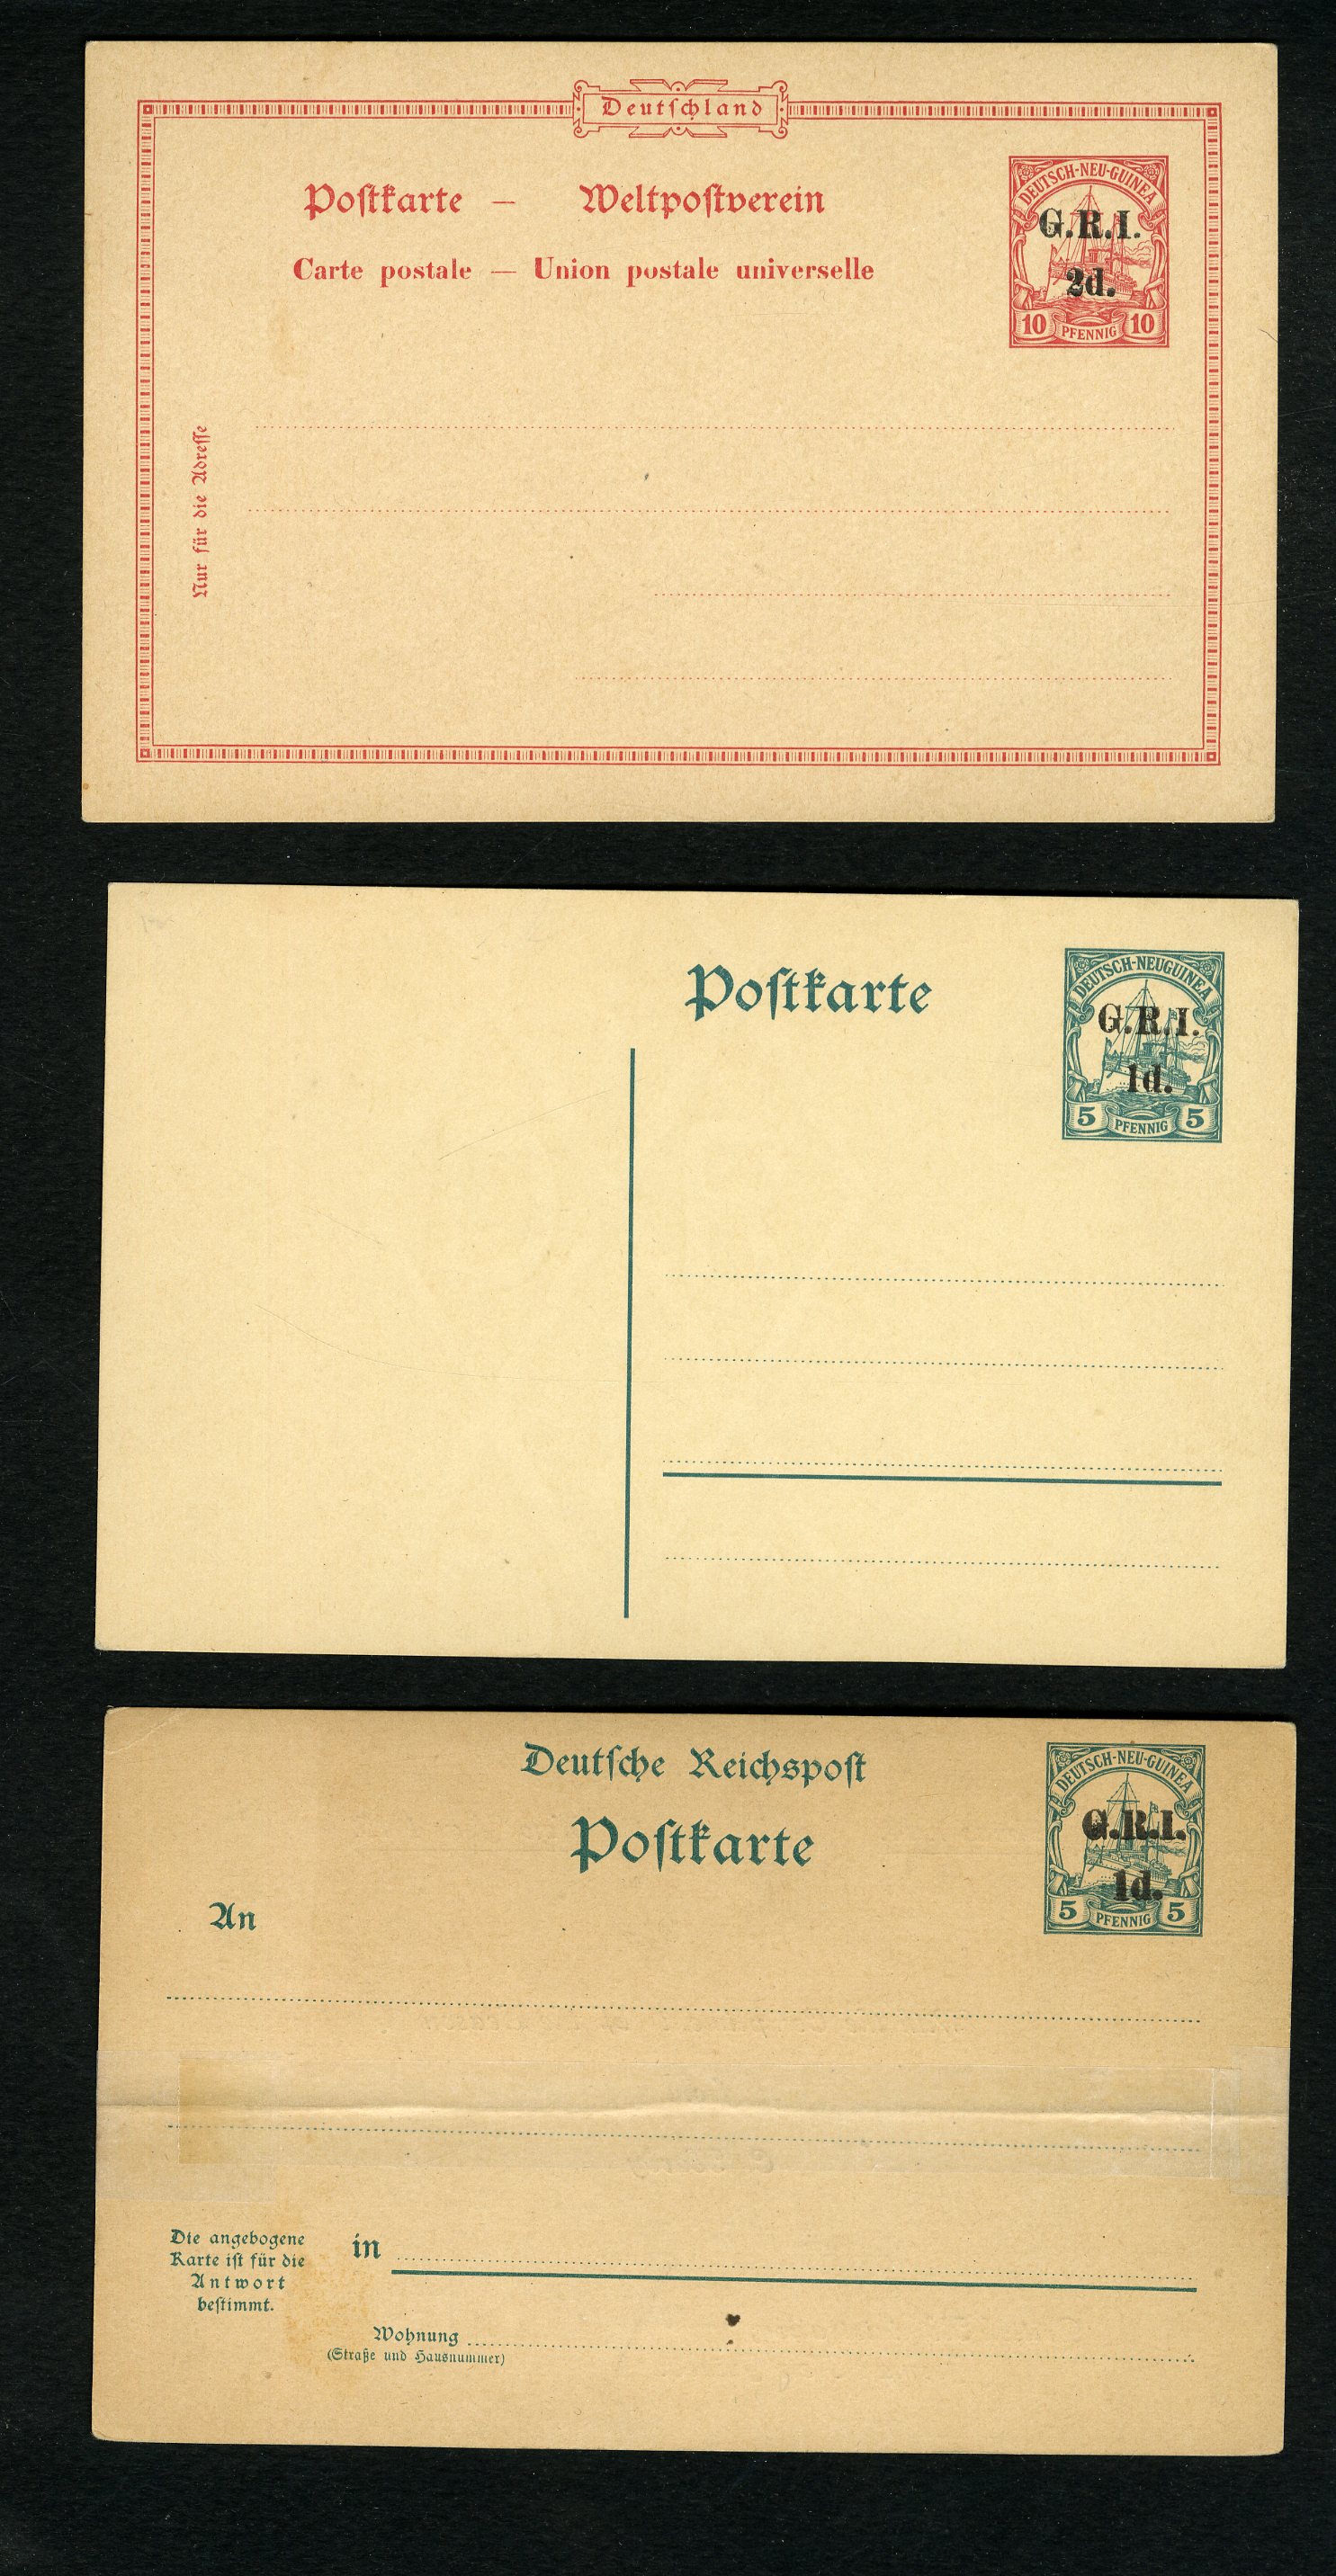 Deutschland
Postkarte – Weltpostverein
Carte postale — Union postale universelle
DEUTSCH-NEU-GUINEA
G.R.I.
2d.
10 PFENNIG 10
Nur für die Adresse
Postkarte
DEUTSCH-NEUGUINEA
G.R.I.
1d.
5 PFENNIG 5
Deutsche Reichspost
Postkarte
DEUTSCH-NEU-GUINEA
G.R.I.
1d.
5 PFENNIG 5
An
Die angebogene
Karte ist für die
Antwort
bestimmt.
in
Wohnung
(Straße und Hausnummer)